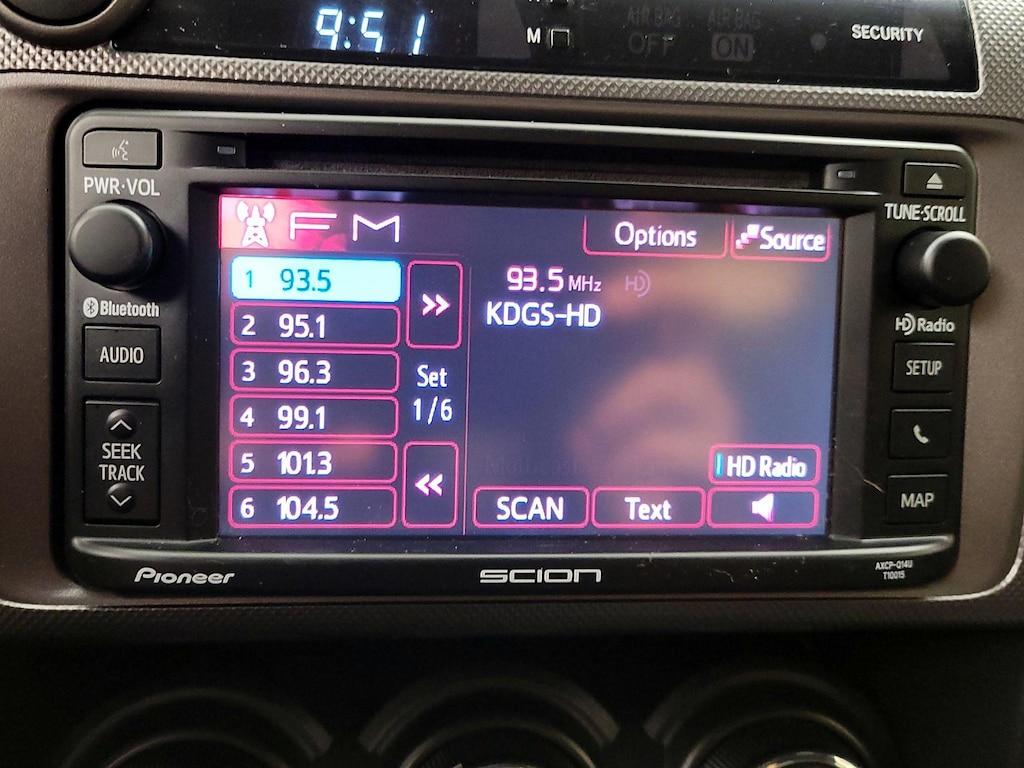 9:51
M
AIR BAG
OFF
AIR BAG
ON
SECURITY
PWR·VOL
TUNE·SCROLL
FM
Options
Source
1 93.5
2 95.1
3 96.3
4 99.1
5 101.3
6 104.5
»
Set
1/6
«
93.5 MHz HD
KDGS-HD
HD Radio
SCAN
Text
Bluetooth
AUDIO
SEEK
TRACK
HD Radio
SETUP
MAP
Pioneer
SCION
AXCP-Q14U
T10015